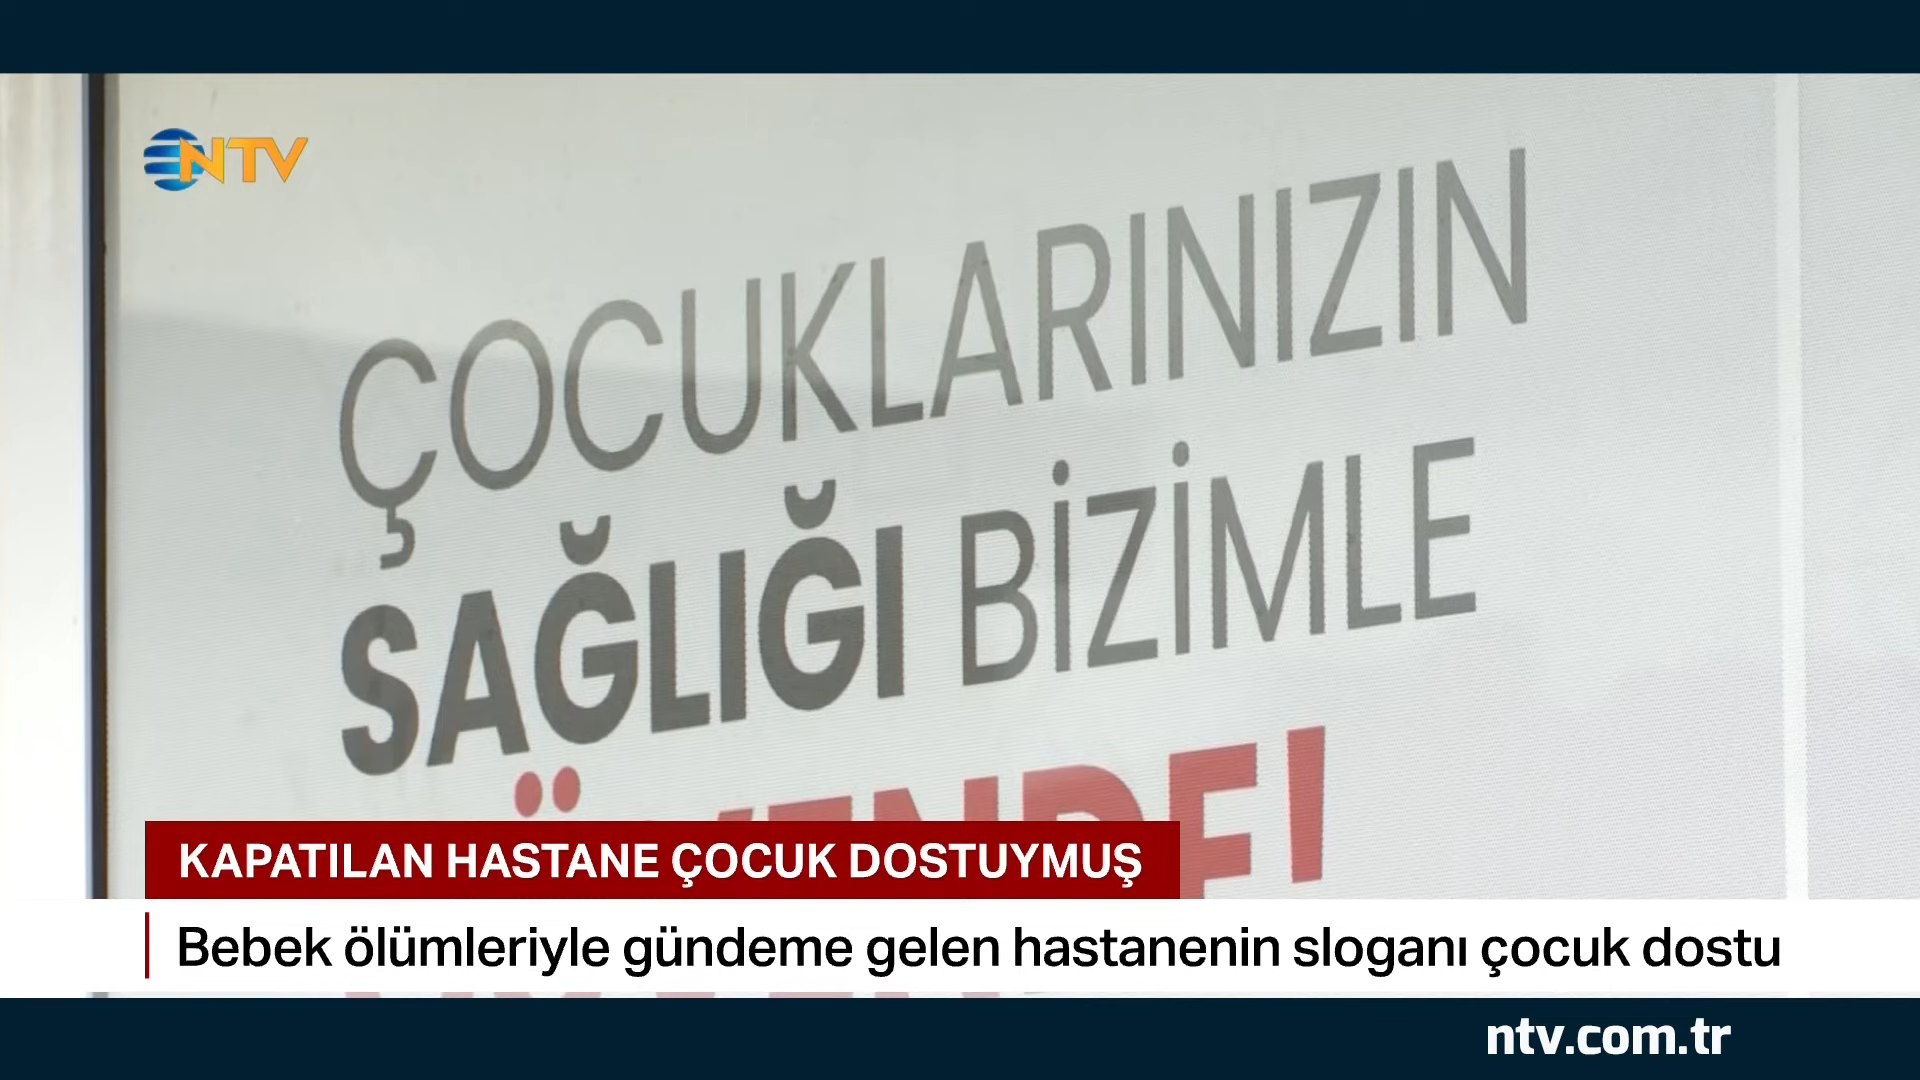 NTV
ÇOCUKLARINIZIN
SAĞLIĞI BİZİMLE
KAPATILAN HASTANE ÇOCUK DOSTUYMUŞ
Bebek ölümleriyle gündeme gelen hastanenin sloganı çocuk dostu
ntv.com.tr